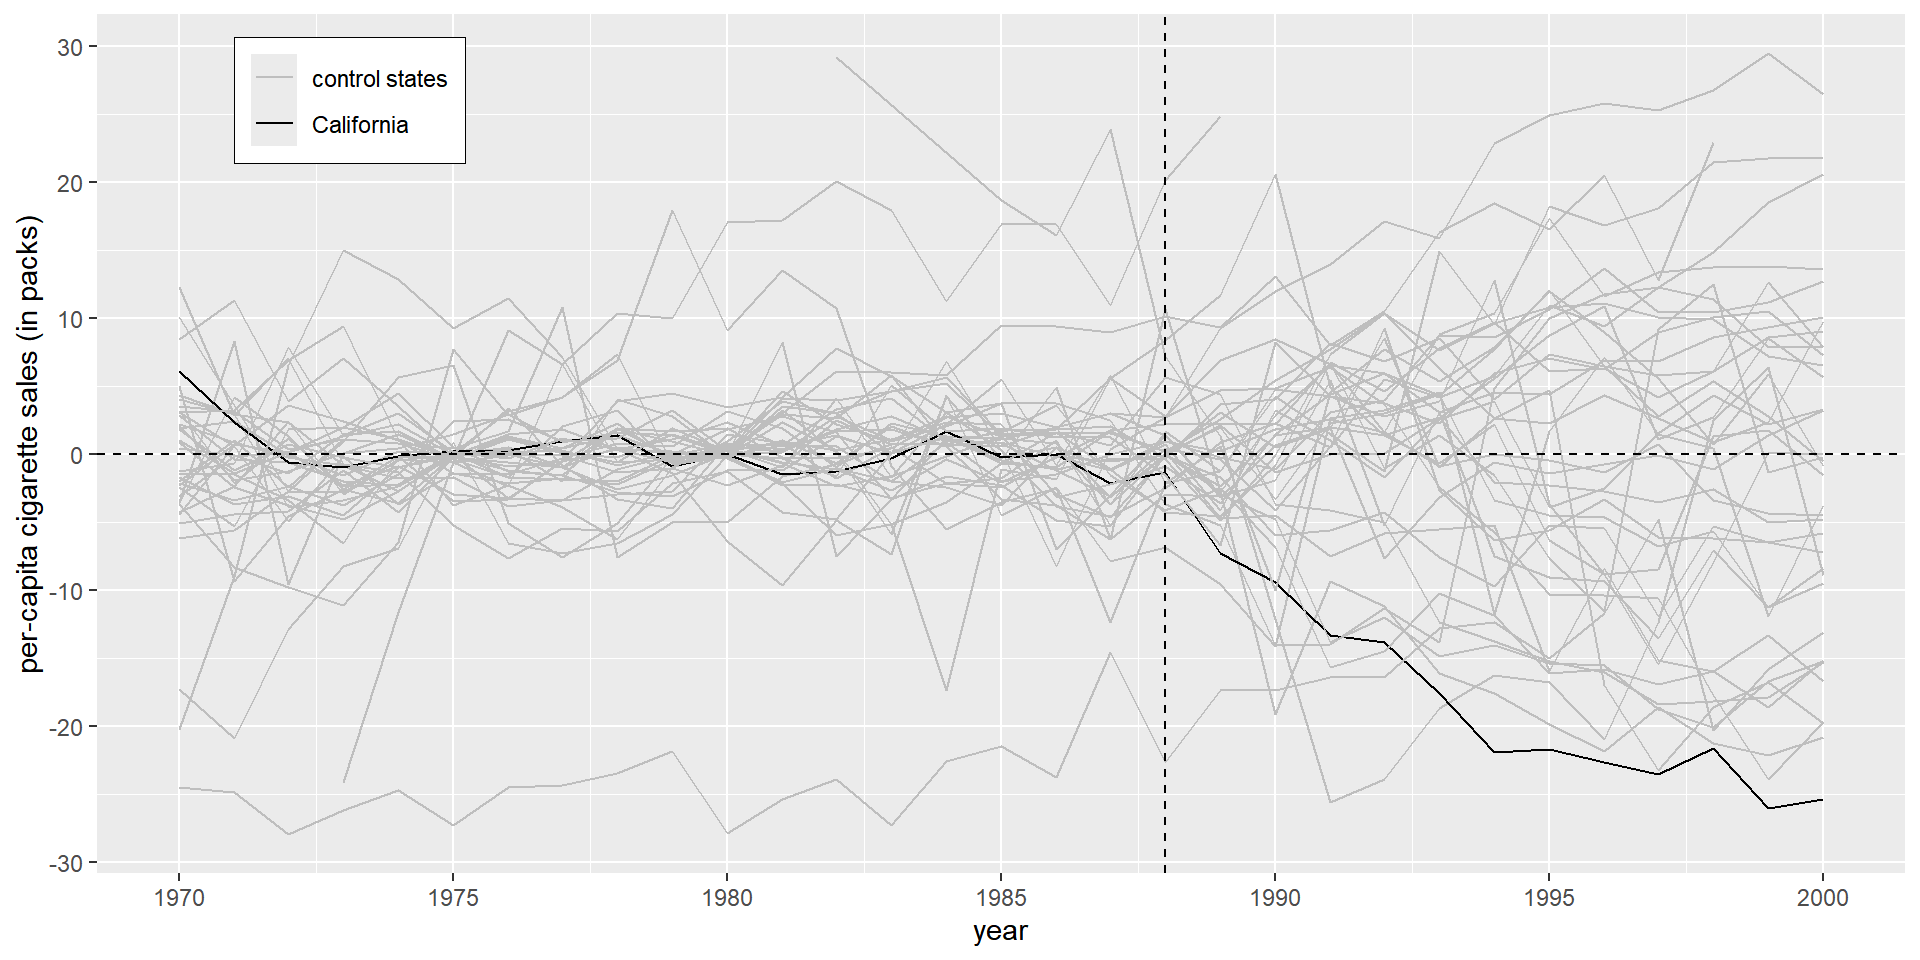 control states
California
30
20
10
0
-10
-20
-30
per-capita cigarette sales (in packs)
1970 1975 1980 1985 1990 1995 2000
year